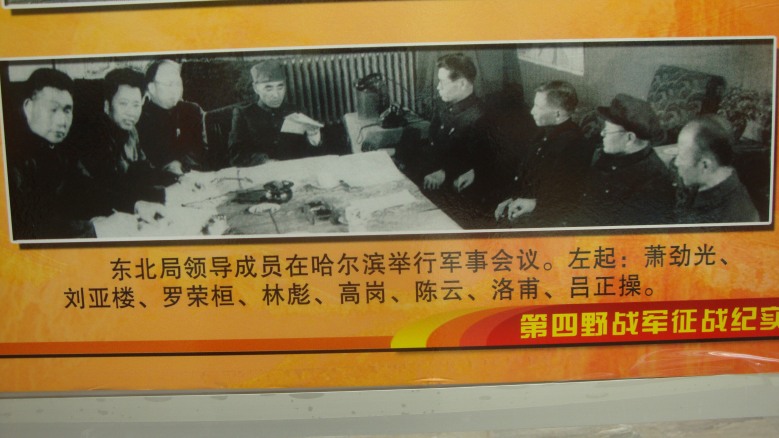 东北局领导成员在哈尔滨举行军事会议。左起：萧劲光、
刘亚楼、罗荣桓、林彪、高岗、陈云、洛甫、吕正操。
第四野战军征战纪实